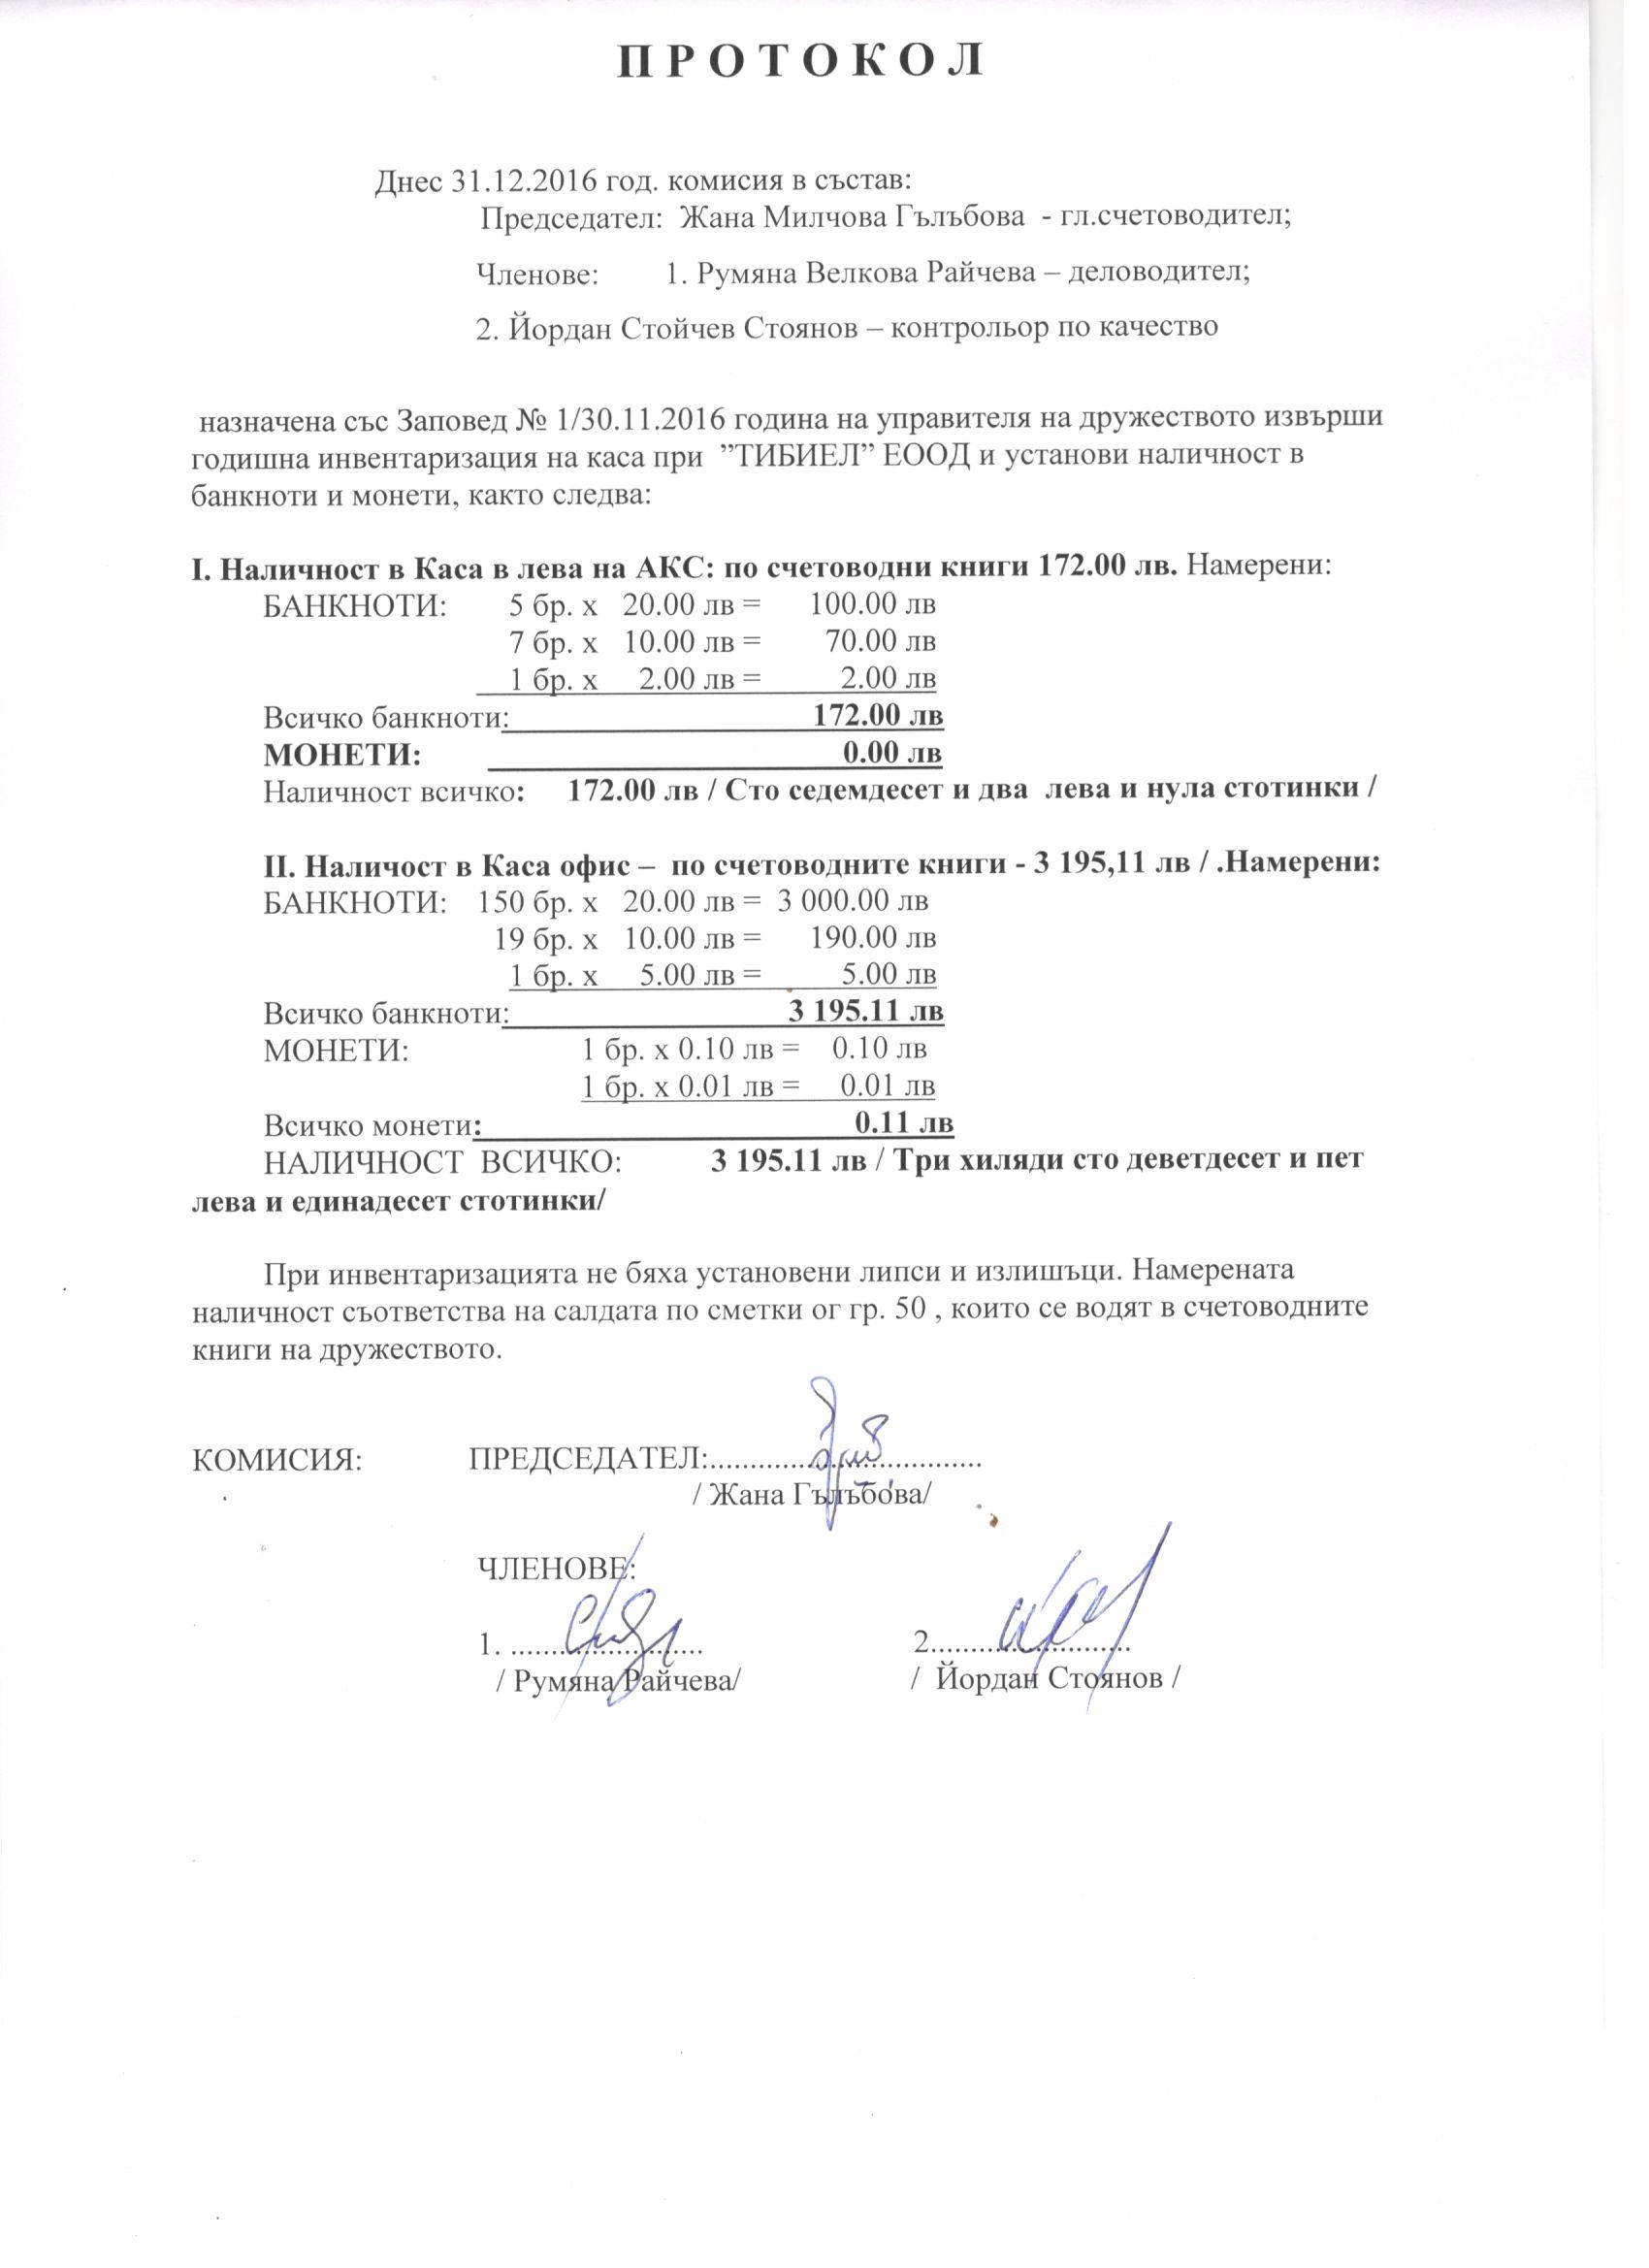 П Р О Т О К О Л
Днес 31.12.2016 год. комисия в състав:
Председател: Жана Милчова Гълъбова - гл.счетоводител;
Членове: 1. Румяна Велкова Райчева – деловодител;
2. Йордан Стойчев Стоянов – контрольор по качество
назначена със Заповед № 1/30.11.2016 година на управителя на дружеството извърши
годишна инвентаризация на каса при ”ТИБИЕЛ” ЕООД и установи наличност в
банкноти и монети, както следва:
I. Наличност в Каса в лева на АКС: по счетоводни книги 172.00 лв. Намерени:
БАНКНОТИ: 5 бр. х 20.00 лв = 100.00 лв
7 бр. х 10.00 лв = 70.00 лв
1 бр. х 2.00 лв = 2.00 лв
Всичко банкноти: 172.00 лв
МОНЕТИ: 0.00 лв
Наличност всичко: 172.00 лв / Сто седемдесет и два лева и нула стотинки /
II. Наличост в Каса офис – по счетоводните книги - 3 195,11 лв / .Намерени:
БАНКНОТИ: 150 бр. х 20.00 лв = 3 000.00 лв
19 бр. х 10.00 лв = 190.00 лв
1 бр. х 5.00 лв = 5.00 лв
Всичко банкноти: 3 195.11 лв
МОНЕТИ: 1 бр. х 0.10 лв = 0.10 лв
1 бр. х 0.01 лв = 0.01 лв
Всичко монети: 0.11 лв
НАЛИЧНОСТ ВСИЧКО: 3 195.11 лв / Три хиляди сто деветдесет и пет
лева и единадесет стотинки/
При инвентаризацията не бяха установени липси и излишъци. Намерената
наличност съответства на салдата по сметки ог гр. 50 , които се водят в счетоводните
книги на дружеството.
КОМИСИЯ: ПРЕДСЕДАТЕЛ:..................................
/ Жана Гълъбова/
ЧЛЕНОВЕ:
1. ........................ 2.........................
/ Румяна Райчева/ / Йордан Стоянов /